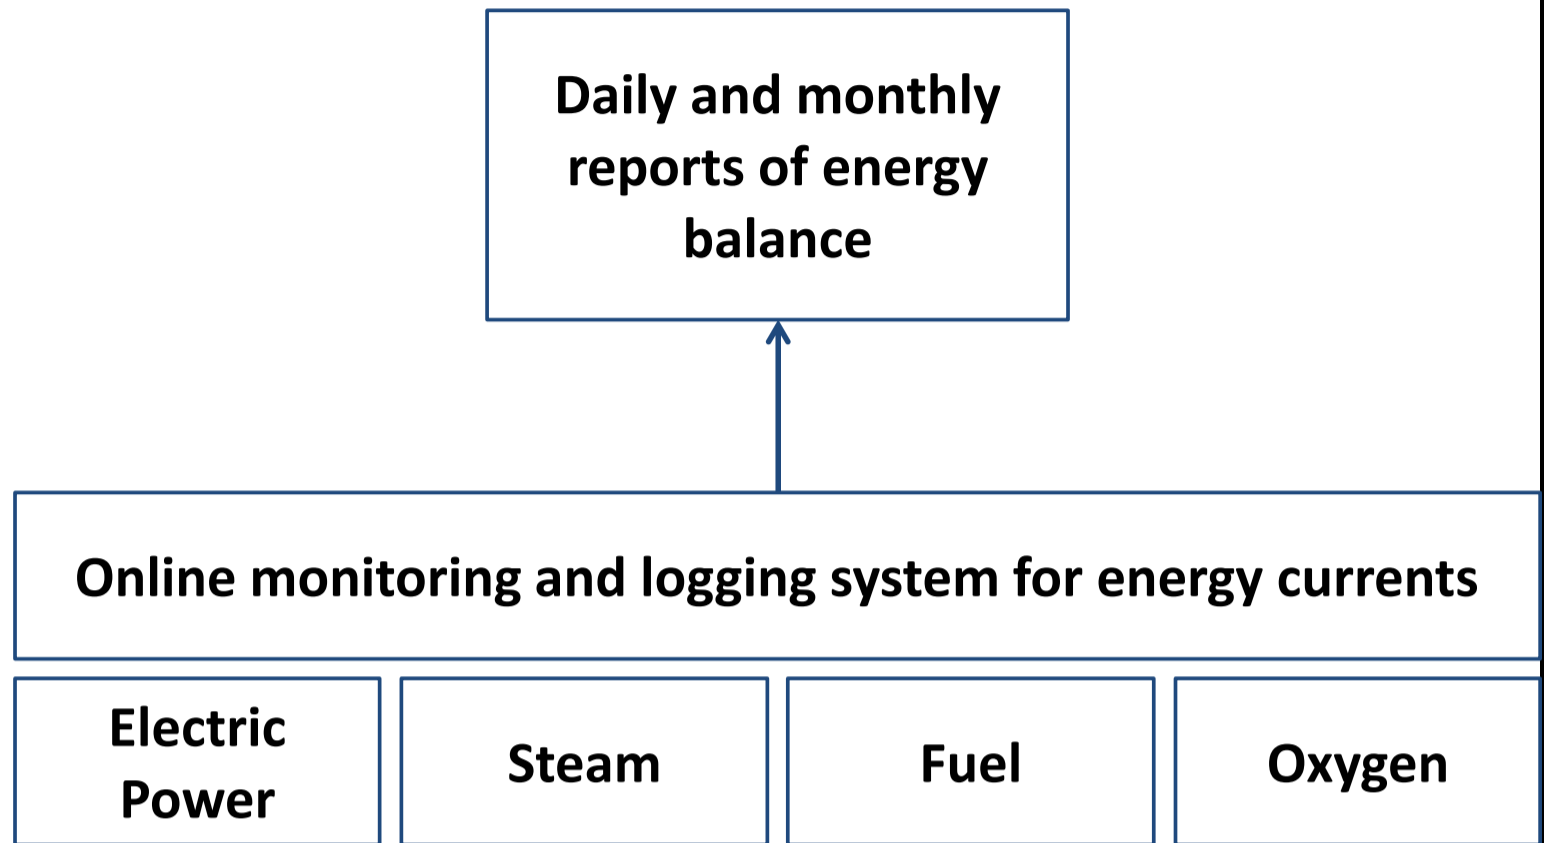 Daily and monthly
reports of energy
balance
Online monitoring and logging system for energy currents
Electric
Power
Steam
Fuel
Oxygen